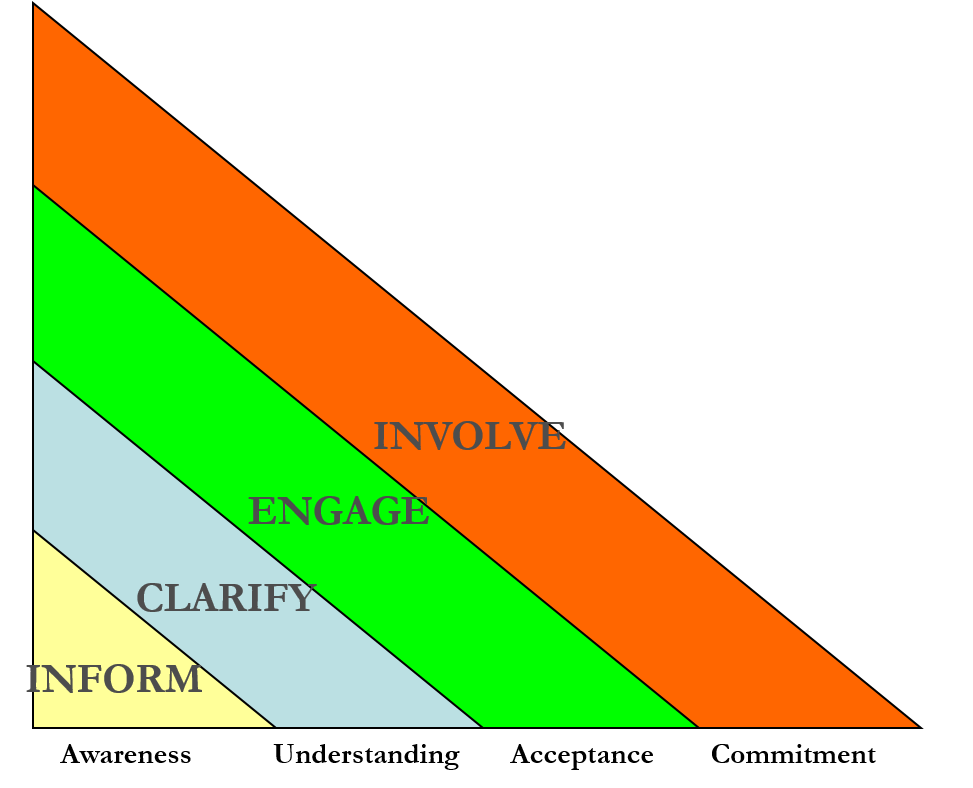 INVOLVE
ENGAGE
CLARIFY
INFORM
Awareness Understanding Acceptance Commitment